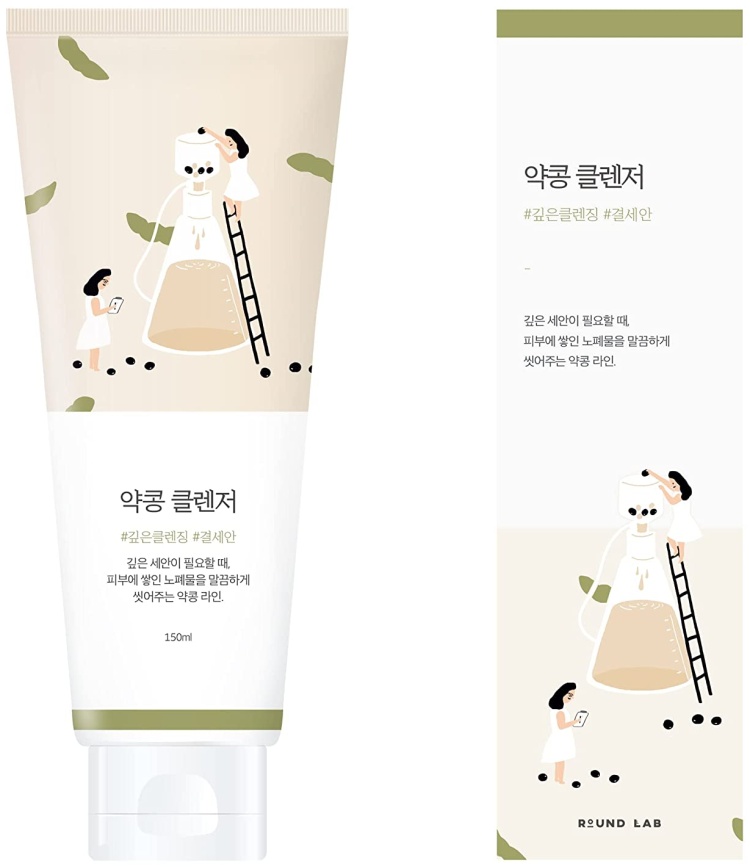 약콩 클렌저
#깊은클렌징 #결세안
깊은 세안이 필요할 때,
피부에 쌓인 노폐물을 말끔하게
씻어주는 약콩 라인.
150ml
약콩 클렌저
#깊은클렌징 #결세안
깊은 세안이 필요할 때,
피부에 쌓인 노폐물을 말끔하게
씻어주는 약콩 라인.
ROUND LAB